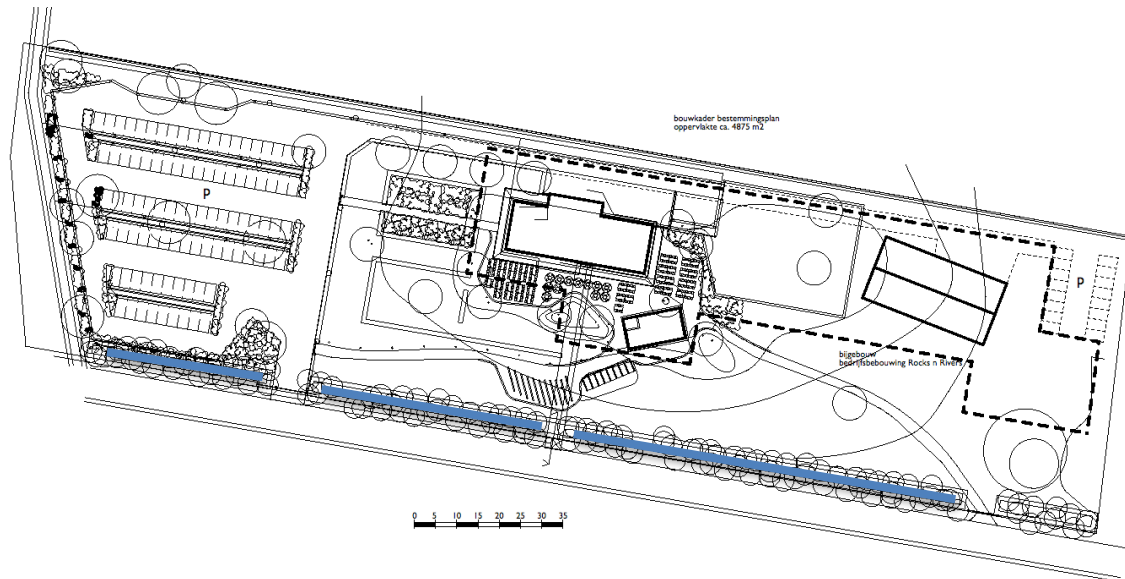 bouwkader bestemmingsplan
oppervlakte ca. 4875 m2
P
P
bijgebouw
bedrijfsbebouwing Rocks n Rivers
0 5 10 15 20 25 30 35